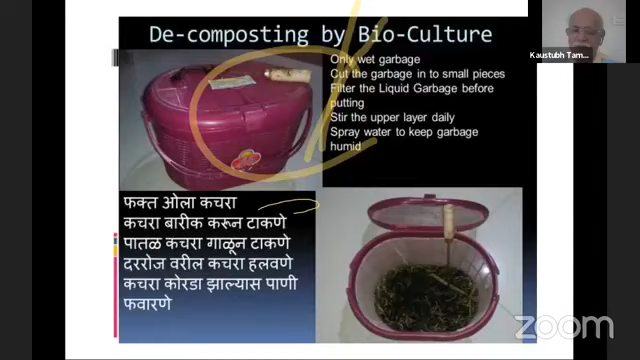 De-composting by Bio-Culture
Only wet garbage
Cut the garbage in to small pieces
Filter the Liquid Garbage before
putting
Stir the upper layer daily
Spray water to keep garbage
humid
Kaustubh Tam...
फक्त ओला कचरा
कचरा बारीक करून टाकणे
पातळ कचरा गाळून टाकणे
दररोज वरील कचरा हलवणे
कचरा कोरडा झाल्यास पाणी
फवारणे
zoom